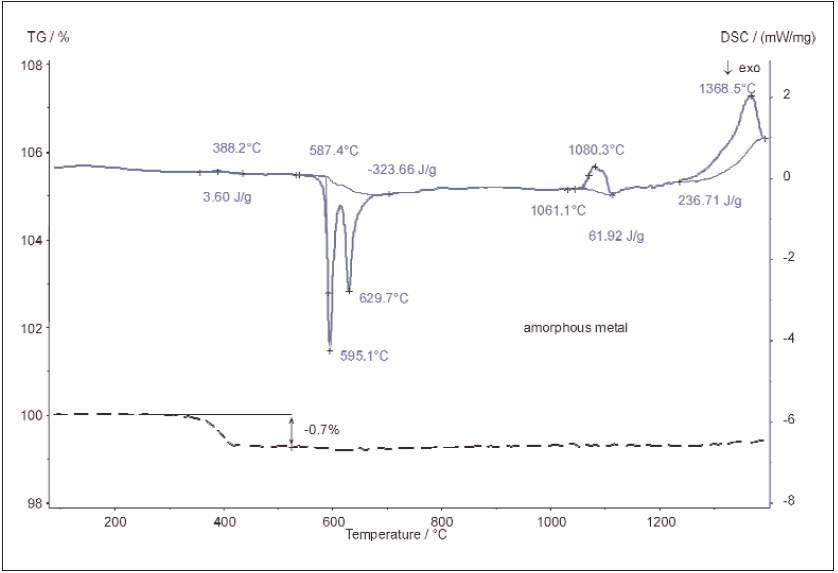 TG / % DSC / (mW/mg)
108
↓ exo
1368.5°C
2
106
388.2°C 587.4°C -323.66 J/g 1080.3°C
0
3.60 J/g 1061.1°C 236.71 J/g
61.92 J/g
104
-2
629.7°C
102
amorphous metal
595.1°C
-4
100
-0.7%
-6
98
-8
200 400 600 800 1000 1200
Temperature / °C